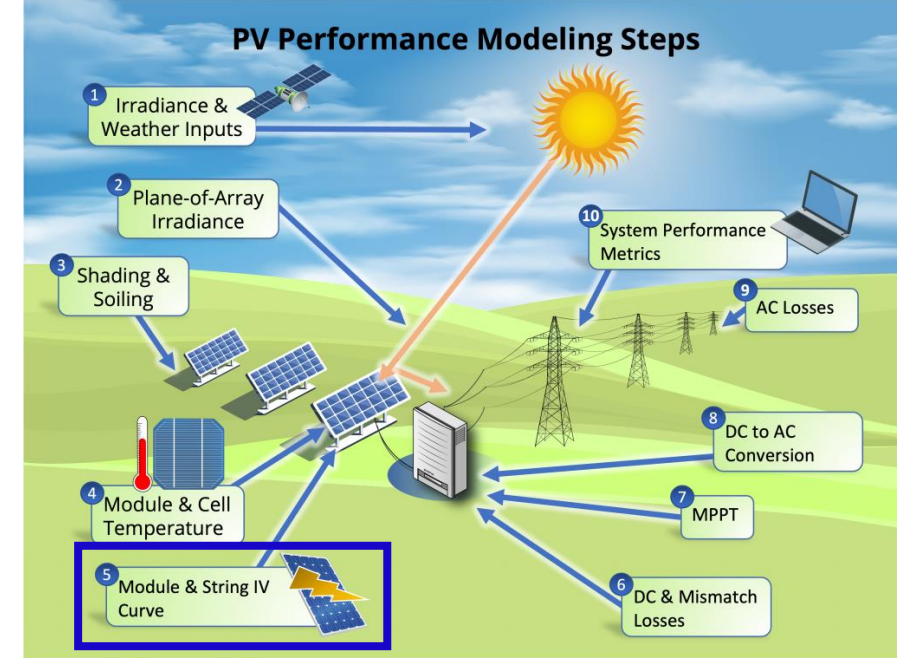 PV Performance Modeling Steps
1
Irradiance &
Weather Inputs
2
Plane-of-Array
Irradiance
3
Shading &
Soiling
4
Module & Cell
Temperature
5
Module & String IV
Curve
6
DC & Mismatch
Losses
7
MPPT
8
DC to AC
Conversion
9
AC Losses
10
System Performance
Metrics